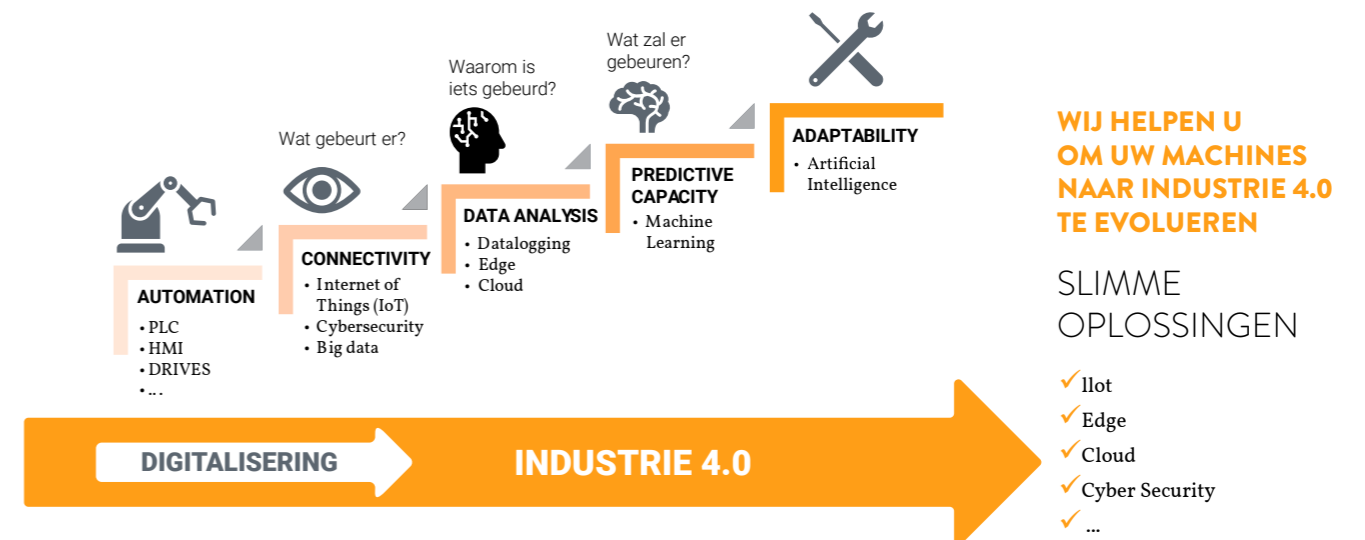 AUTOMATION
• PLC
• HMI
• DRIVES
• ...
Wat gebeurt er?
CONNECTIVITY
• Internet of
Things (IoT)
• Cybersecurity
• Big data
Waarom is
iets gebeurd?
DATA ANALYSIS
• Datalogging
• Edge
• Cloud
Wat zal er
gebeuren?
PREDICTIVE
CAPACITY
• Machine
Learning
ADAPTABILITY
• Artificial
Intelligence
DIGITALISERING
INDUSTRIE 4.0
WIJ HELPEN U
OM UW MACHINES
NAAR INDUSTRIE 4.0
TE EVOLUEREN
SLIMME
OPLOSSINGEN
✓ llot
✓ Edge
✓ Cloud
✓ Cyber Security
✓ ...